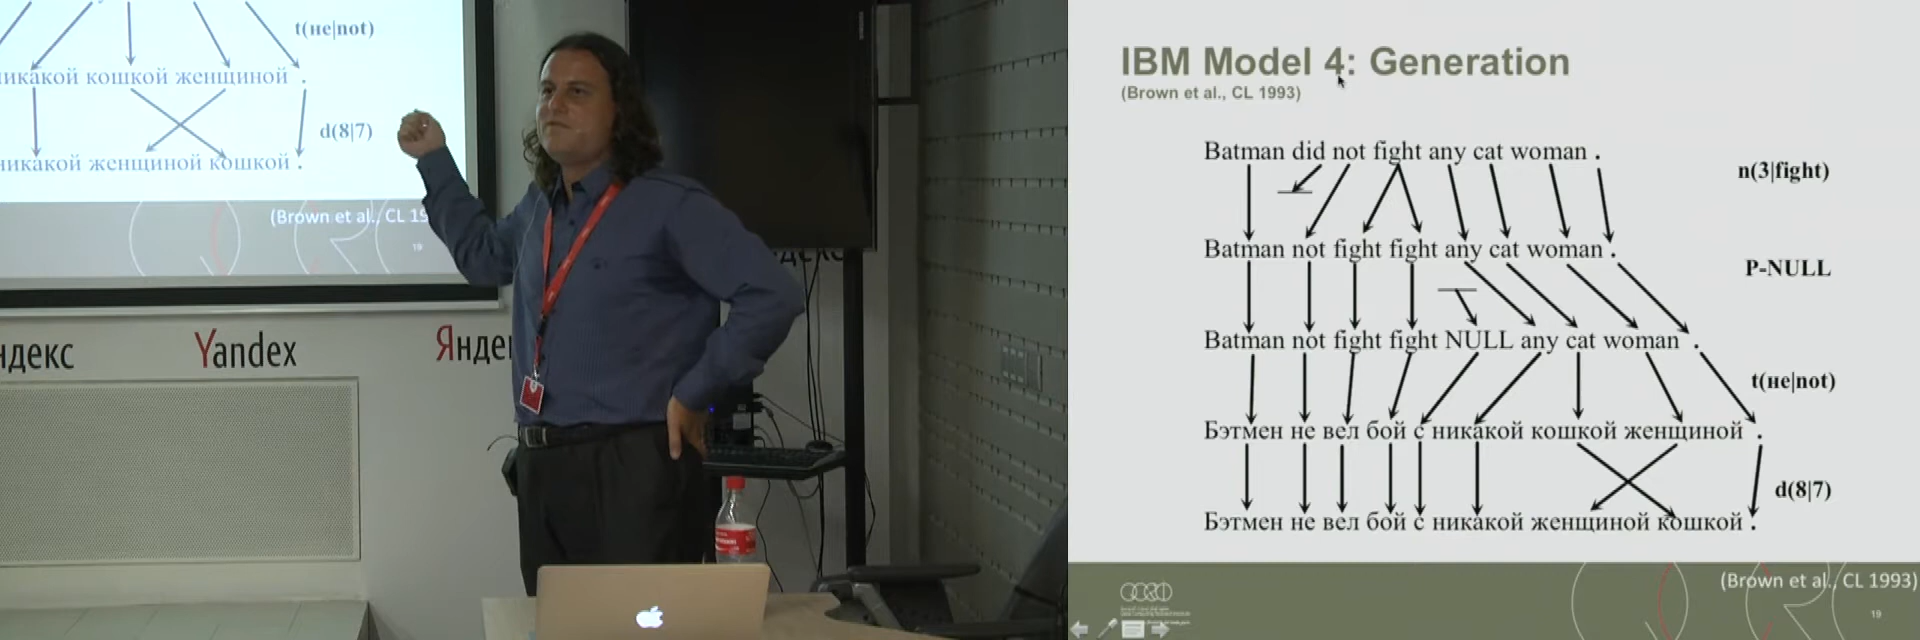 t(не|not)
никакой кошкой женщиной .
d(8|7)
никакой женщиной кошкой .
(Brown et al., CL 19
19
ндекс
Yandex
Янде
IBM Model 4: Generation
(Brown et al., CL 1993)
Batman did not fight any cat woman .
n(3|fight)
Batman not fight fight any cat woman .
P-NULL
Batman not fight fight NULL any cat woman .
t(не|not)
Бэтмен не вел бой с никакой кошкой женщиной .
d(8|7)
Бэтмен не вел бой с никакой женщиной кошкой .
(Brown et al., CL 1993)
19